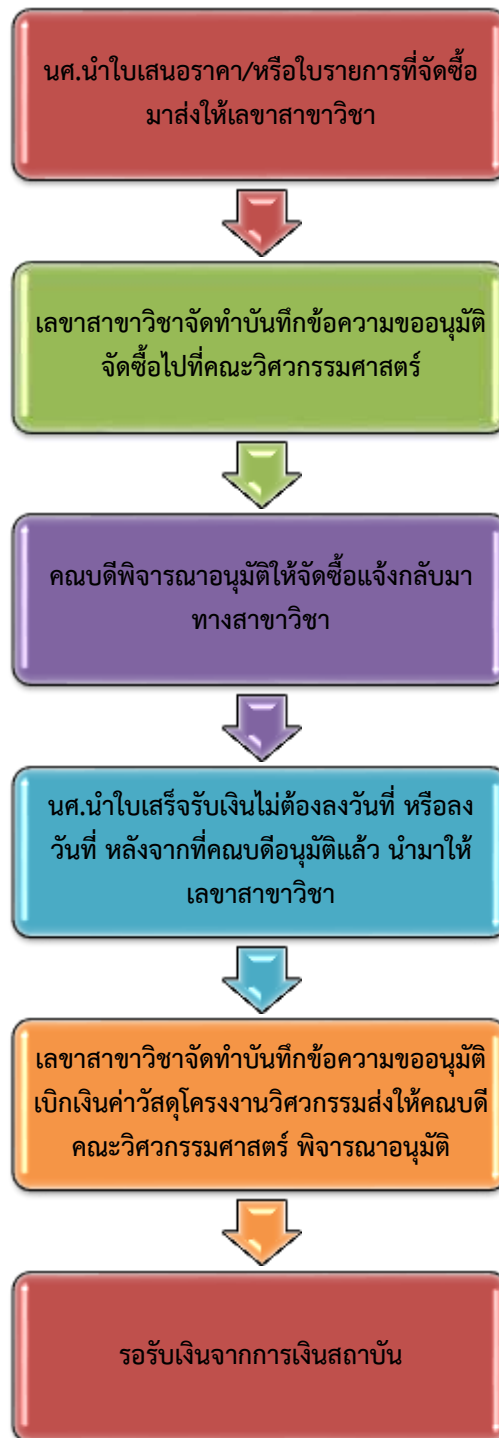 นศ.นำใบเสนอราคา/หรือใบรายการที่จัดซื้อ
มาส่งให้เลขาสาขาวิชา
เลขาสาขาวิชาจัดทำบันทึกข้อความขออนุมัติ
จัดซื้อไปที่คณะวิศวกรรมศาสตร์
คณบดีพิจารณาอนุมัติให้จัดซื้อแจ้งกลับมา
ทางสาขาวิชา
นศ.นำใบเสร็จรับเงินไม่ต้องลงวันที่ หรือลง
วันที่ หลังจากที่คณบดีอนุมัติแล้ว นำมาให้
เลขาสาขาวิชา
เลขาสาขาวิชาจัดทำบันทึกข้อความขออนุมัติ
เบิกเงินค่าวัสดุโครงงานวิศวกรรมส่งให้คณบดี
คณะวิศวกรรมศาสตร์ พิจารณาอนุมัติ
รอรับเงินจากการเงินสถาบัน